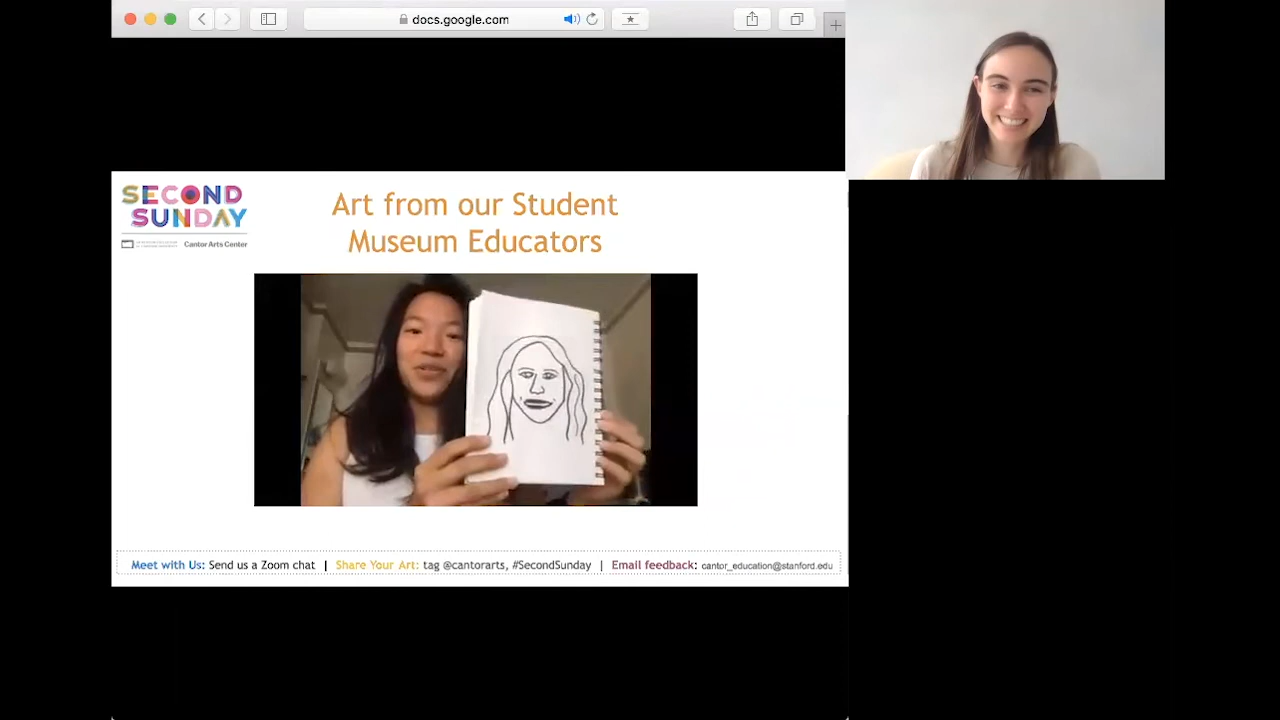 docs.google.com
SECOND
SUNDAY
Cantor Arts Center
Art from our Student
Museum Educators
Meet with Us: Send us a Zoom chat | Share Your Art: tag @cantorarts, #SecondSunday | Email feedback: cantor_education@stanford.edu